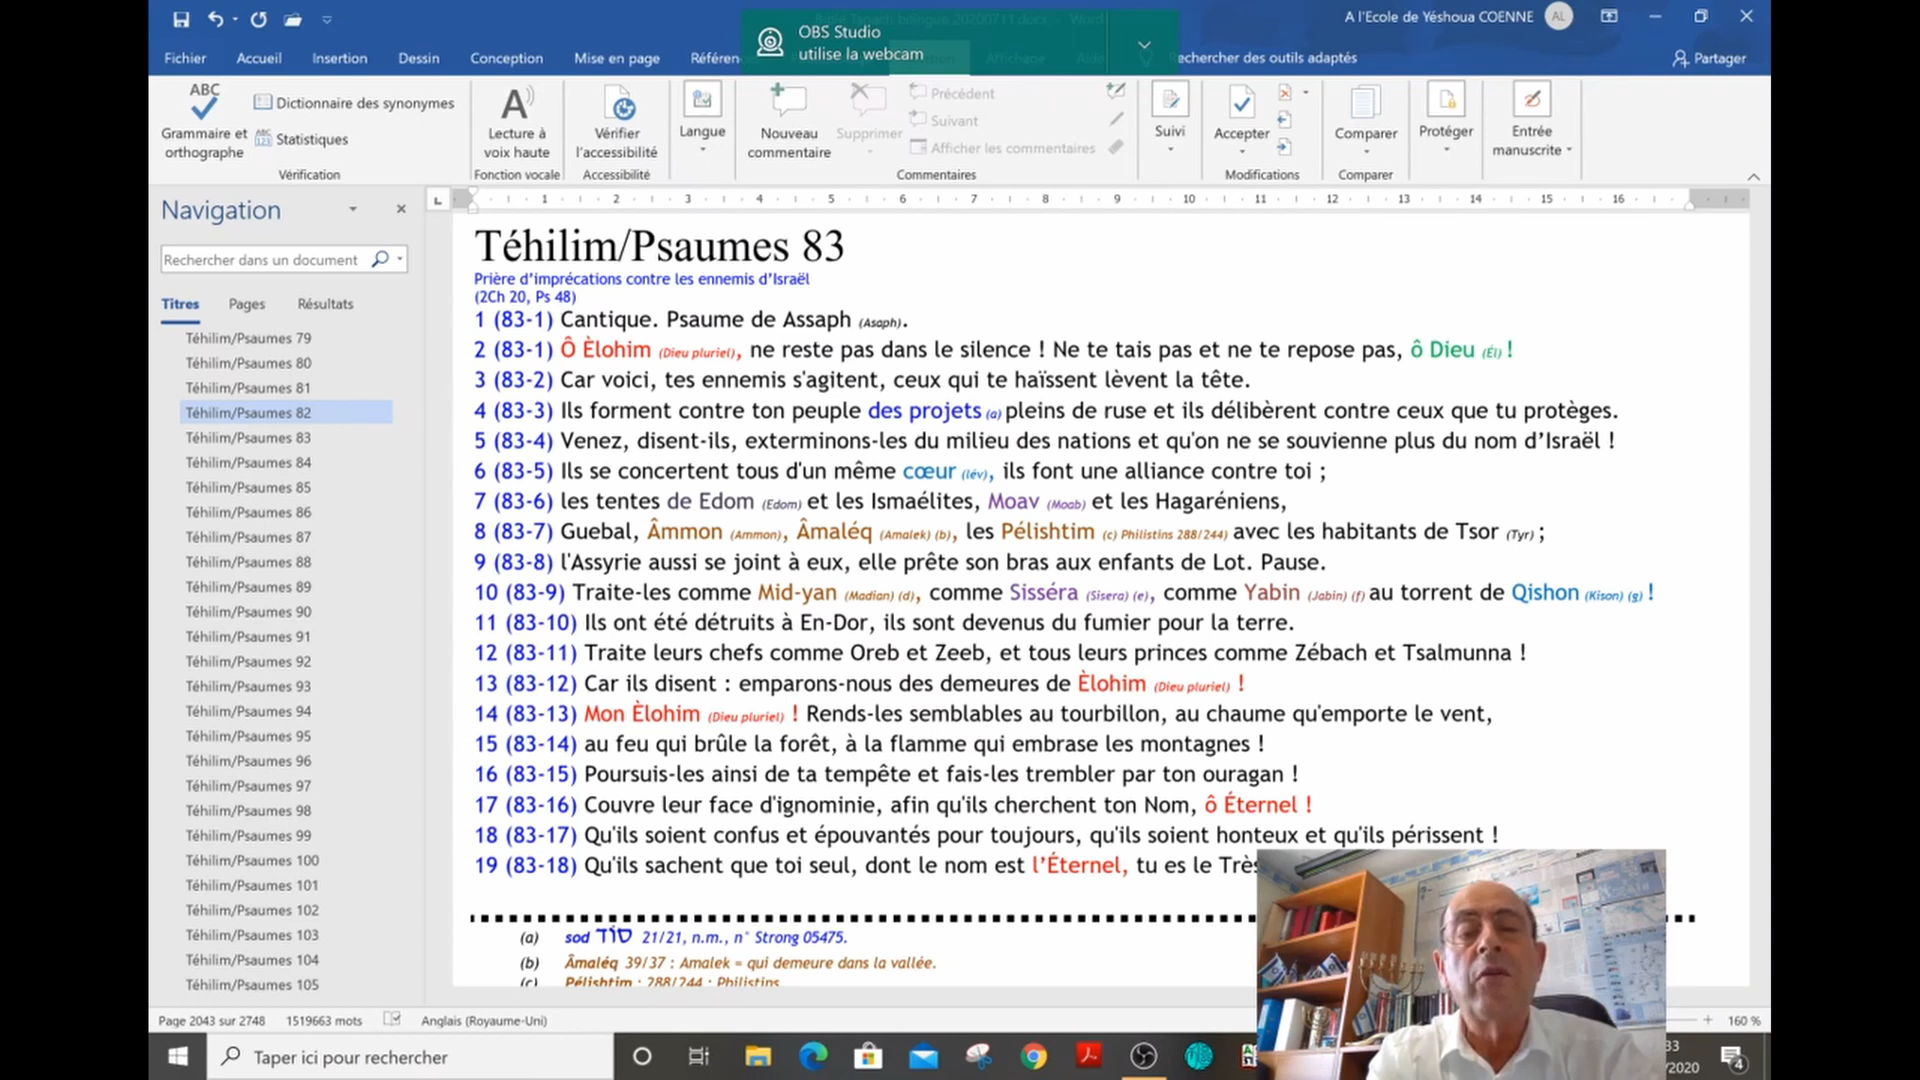 A l'Ecole de Yéshoua COENNE
AL
OBS Studio
utilise la webcam
Fichier Accueil Insertion Dessin Conception Mise en page Référen
echercher des outils adaptés
Partager
ABC
Grammaire et
orthographe
Dictionnaire des synonymes
Statistiques
Vérification
Lecture à
voix haute
Fonction vocale
Vérifier
l'accessibilité
Accessibilité
Langue
Nouveau
commentaire
Supprimer
Précédent
Suivant
Afficher les commentaires
Commentaires
Suivi
Accepter
Modifications
Comparer
Comparer
Protéger
Entrée
manuscrite
Navigation
Rechercher dans un document
Titres Pages Résultats
Téhilim/Psaumes 79
Téhilim/Psaumes 80
Téhilim/Psaumes 81
Téhilim/Psaumes 82
Téhilim/Psaumes 83
Téhilim/Psaumes 84
Téhilim/Psaumes 85
Téhilim/Psaumes 86
Téhilim/Psaumes 87
Téhilim/Psaumes 88
Téhilim/Psaumes 89
Téhilim/Psaumes 90
Téhilim/Psaumes 91
Téhilim/Psaumes 92
Téhilim/Psaumes 93
Téhilim/Psaumes 94
Téhilim/Psaumes 95
Téhilim/Psaumes 96
Téhilim/Psaumes 97
Téhilim/Psaumes 98
Téhilim/Psaumes 99
Téhilim/Psaumes 100
Téhilim/Psaumes 101
Téhilim/Psaumes 102
Téhilim/Psaumes 103
Téhilim/Psaumes 104
Téhilim/Psaumes 105
1 2 3 4 5 6 7 8 9 10 11 12 13 14 15 16
Téhilim/Psaumes 83
Prière d’imprécations contre les ennemis d’Israël
(2Ch 20, Ps 48)
1 (83-1) Cantique. Psaume de Assaph (Asaph).
2 (83-1) Ô Èlohim (Dieu pluriel), ne reste pas dans le silence ! Ne te tais pas et ne te repose pas, ô Dieu (Él) !
3 (83-2) Car voici, tes ennemis s'agitent, ceux qui te haïssent lèvent la tête.
4 (83-3) Ils forment contre ton peuple des projets (a) pleins de ruse et ils délibèrent contre ceux que tu protèges.
5 (83-4) Venez, disent-ils, exterminons-les du milieu des nations et qu'on ne se souvienne plus du nom d’Israël !
6 (83-5) Ils se concertent tous d'un même cœur (lév), ils font une alliance contre toi ;
7 (83-6) les tentes de Edom (Edom) et les Ismaélites, Moav (Moab) et les Hagaréniens,
8 (83-7) Guebal, Âmmon (Ammon), Âmaléq (Amalek) (b), les Pélishtim (c) Philistins 288/244) avec les habitants de Tsor (Tyr) ;
9 (83-8) l'Assyrie aussi se joint à eux, elle prête son bras aux enfants de Lot. Pause.
10 (83-9) Traite-les comme Mid-yan (Madian) (d), comme Sisséra (Sisera) (e), comme Yabin (Jabin) (f) au torrent de Qishon (Kison) (g) !
11 (83-10) Ils ont été détruits à En-Dor, ils sont devenus du fumier pour la terre.
12 (83-11) Traite leurs chefs comme Oreb et Zeeb, et tous leurs princes comme Zébach et Tsalmunna !
13 (83-12) Car ils disent : emparons-nous des demeures de Èlohim (Dieu pluriel) !
14 (83-13) Mon Èlohim (Dieu pluriel) ! Rends-les semblables au tourbillon, au chaume qu'emporte le vent,
15 (83-14) au feu qui brûle la forêt, à la flamme qui embrase les montagnes !
16 (83-15) Poursuis-les ainsi de ta tempête et fais-les trembler par ton ouragan !
17 (83-16) Couvre leur face d'ignominie, afin qu'ils cherchent ton Nom, ô Éternel !
18 (83-17) Qu'ils soient confus et épouvantés pour toujours, qu'ils soient honteux et qu'ils périssent !
19 (83-18) Qu'ils sachent que toi seul, dont le nom est l’Éternel, tu es le Très
(a) sod סוֹד 21/21, n.m., n° Strong 05475.
(b) Âmaléq 39/37 : Amalek = qui demeure dans la vallée.
(c) Pélishtim : 288/244 : Philistins
Page 2043 sur 2748 1519663 mots Anglais (Royaume-Uni) 160 %
Taper ici pour rechercher
33
/2020
4